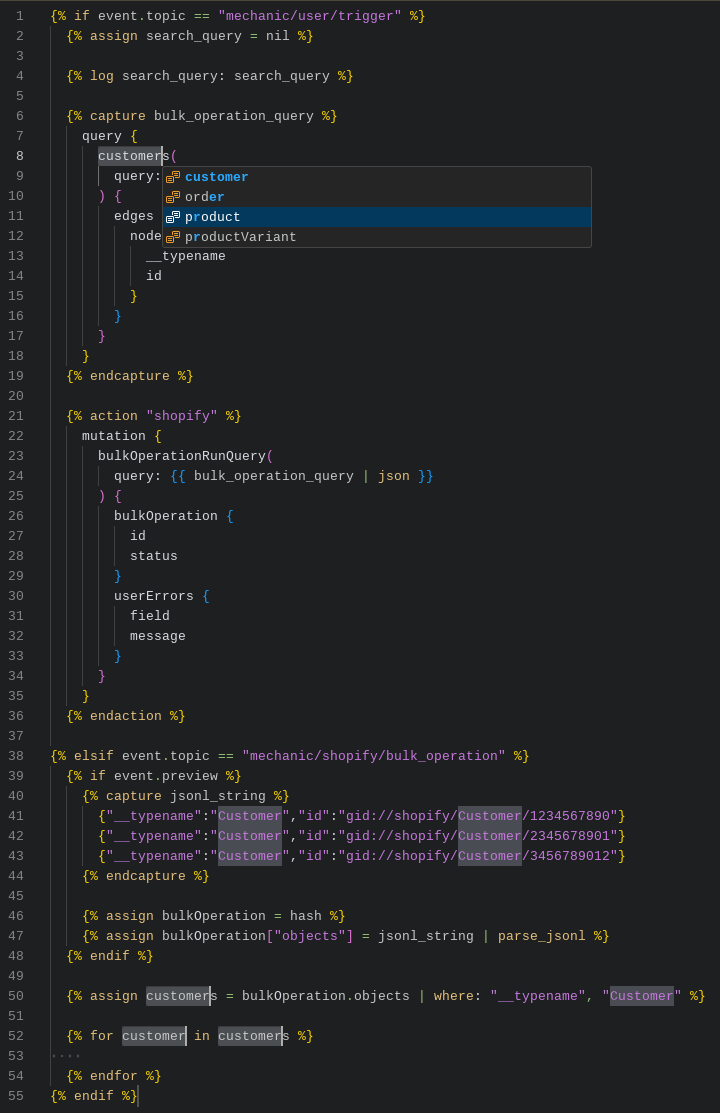 1 {% if event.topic == "mechanic/user/trigger" %}
2 {% assign search_query = nil %}
3
4 {% log search_query: search_query %}
5
6 {% capture bulk_operation_query %}
7 query {
8 customers(
9 query:
customer
10 ) {
order
11 edges
product
12 node
productVariant
13 __typename
14 id
15 }
16 }
17 }
18 }
19 {% endcapture %}
20
21 {% action "shopify" %}
22 mutation {
23 bulkOperationRunQuery(
24 query: {{ bulk_operation_query | json }}
25 ) {
26 bulkOperation {
27 id
28 status
29 }
30 userErrors {
31 field
32 message
33 }
34 }
35 }
36 {% endaction %}
37
38 {% elsif event.topic == "mechanic/shopify/bulk_operation" %}
39 {% if event.preview %}
40 {% capture jsonl_string %}
41 {"__typename":"Customer","id":"gid://shopify/Customer/1234567890"}
42 {"__typename":"Customer","id":"gid://shopify/Customer/2345678901"}
43 {"__typename":"Customer","id":"gid://shopify/Customer/3456789012"}
44 {% endcapture %}
45
46 {% assign bulkOperation = hash %}
47 {% assign bulkOperation["objects"] = jsonl_string | parse_jsonl %}
48 {% endif %}
49
50 {% assign customers = bulkOperation.objects | where: "__typename", "Customer" %}
51
52 {% for customer in customers %}
53 ····
54 {% endfor %}
55 {% endif %}